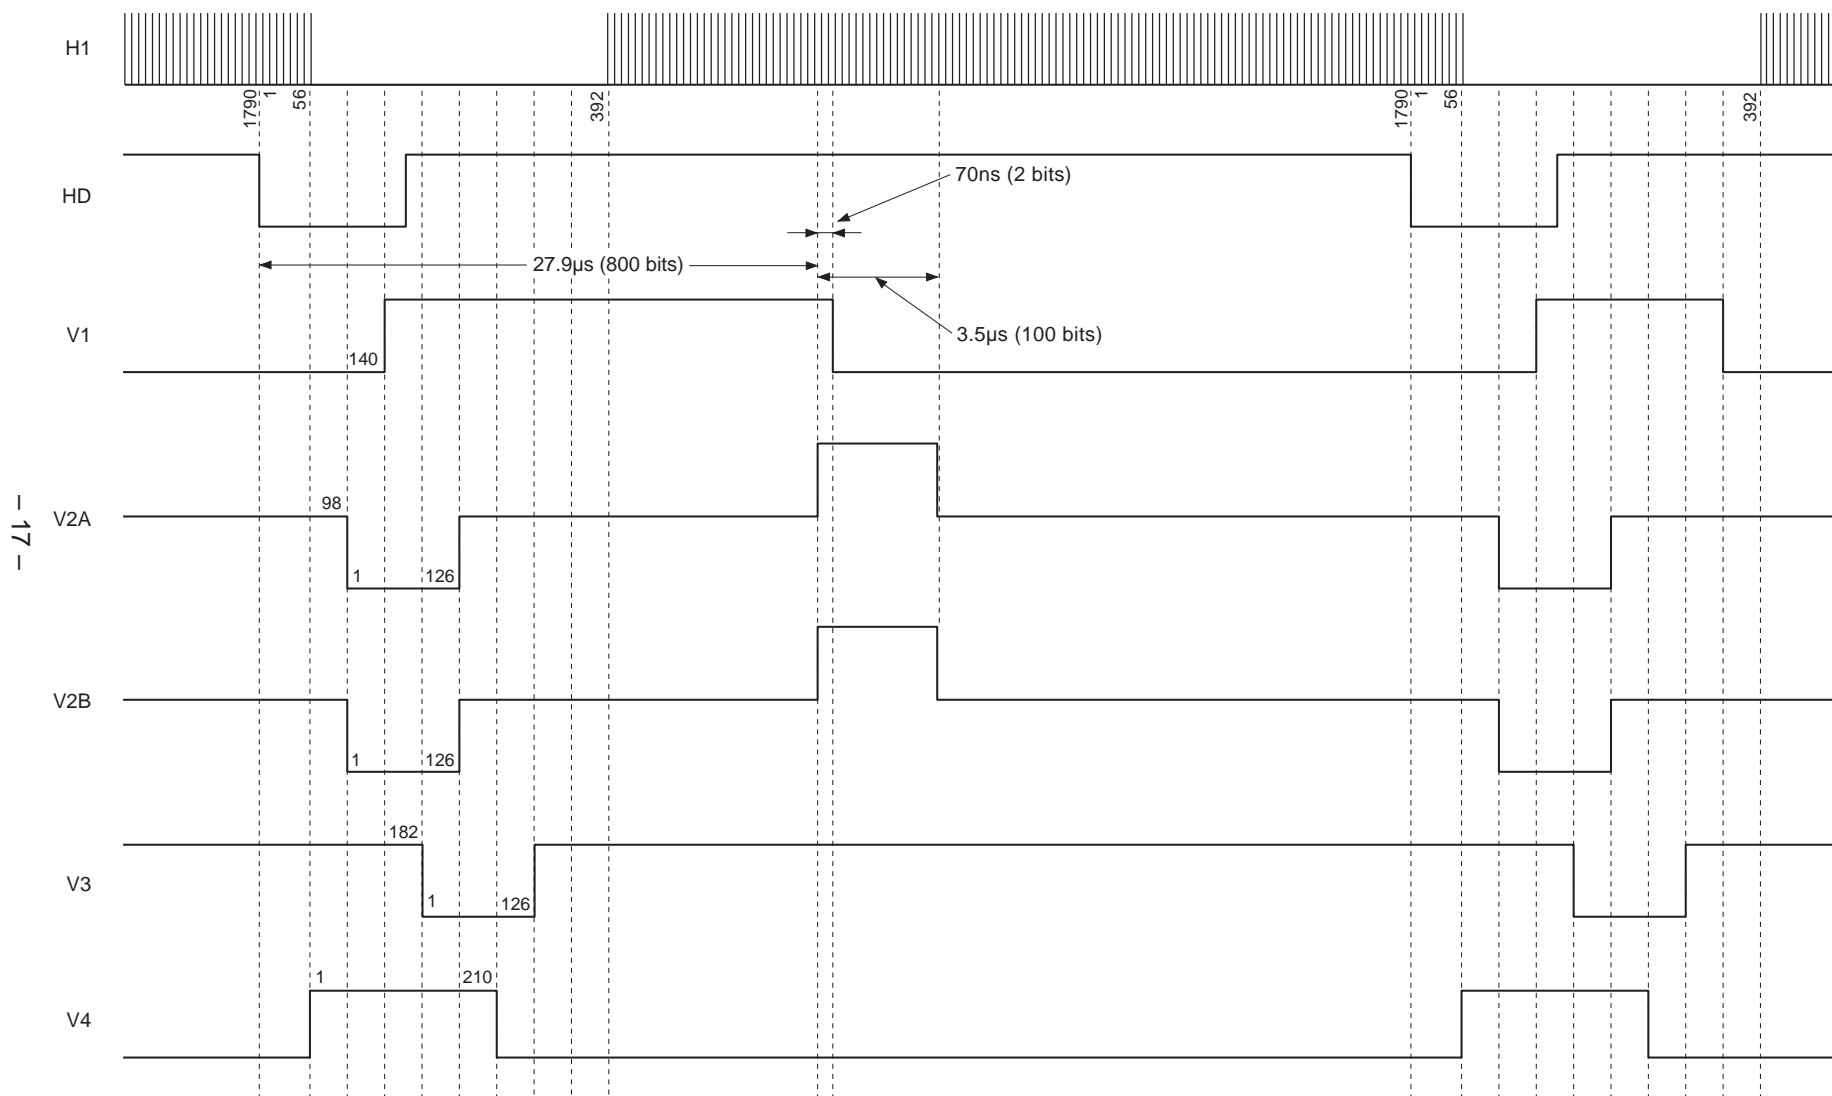 H1
1790
1
56
392
1790
1
56
392
HD
70ns (2 bits)
27.9μs (800 bits)
V1
3.5μs (100 bits)
140
V2A
98
1
126
V2B
1
126
182
V3
1
126
1
210
V4
– 17 –